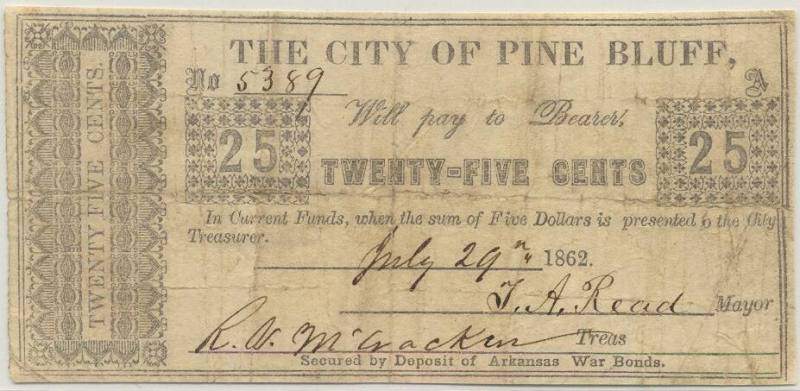 TWENTY FIVE CENTS.
THE CITY OF PINE BLUFF,
No 5389 A
Will pay to Bearer,
25 TWENTY-FIVE CENTS 25
In Current Funds, when the sum of Five Dollars is presented to the City
Treasurer.
July 29th 1862.
T. A. Read Mayor
R. W. McCracken Treas
Secured by Deposit of Arkansas War Bonds.